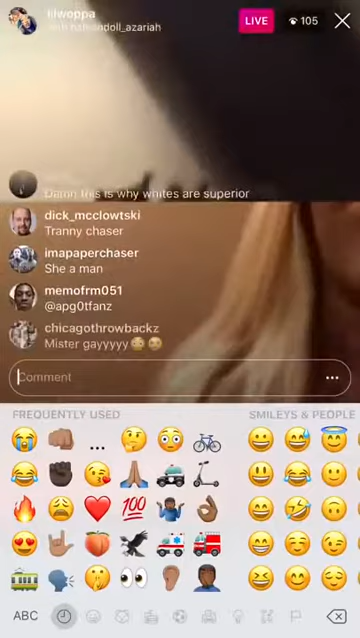 lilwoppa
LIVE
105
Damn this is why whites are superior
dick_mcclowtski
Tranny chaser
imapaperchaser
She a man
memofrm051
@apg0tfanz
chicagothrowbackz
Mister gayyyyy
Comment
FREQUENTLY USED
SMILEYS & PEOPLE
100
ABC